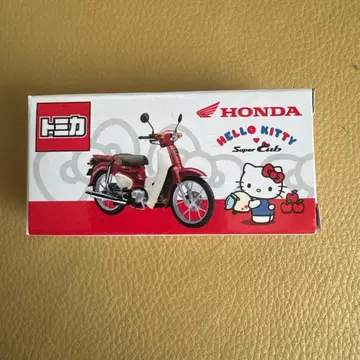 トミカ
HONDA
HELLO KITTY
Super Cub